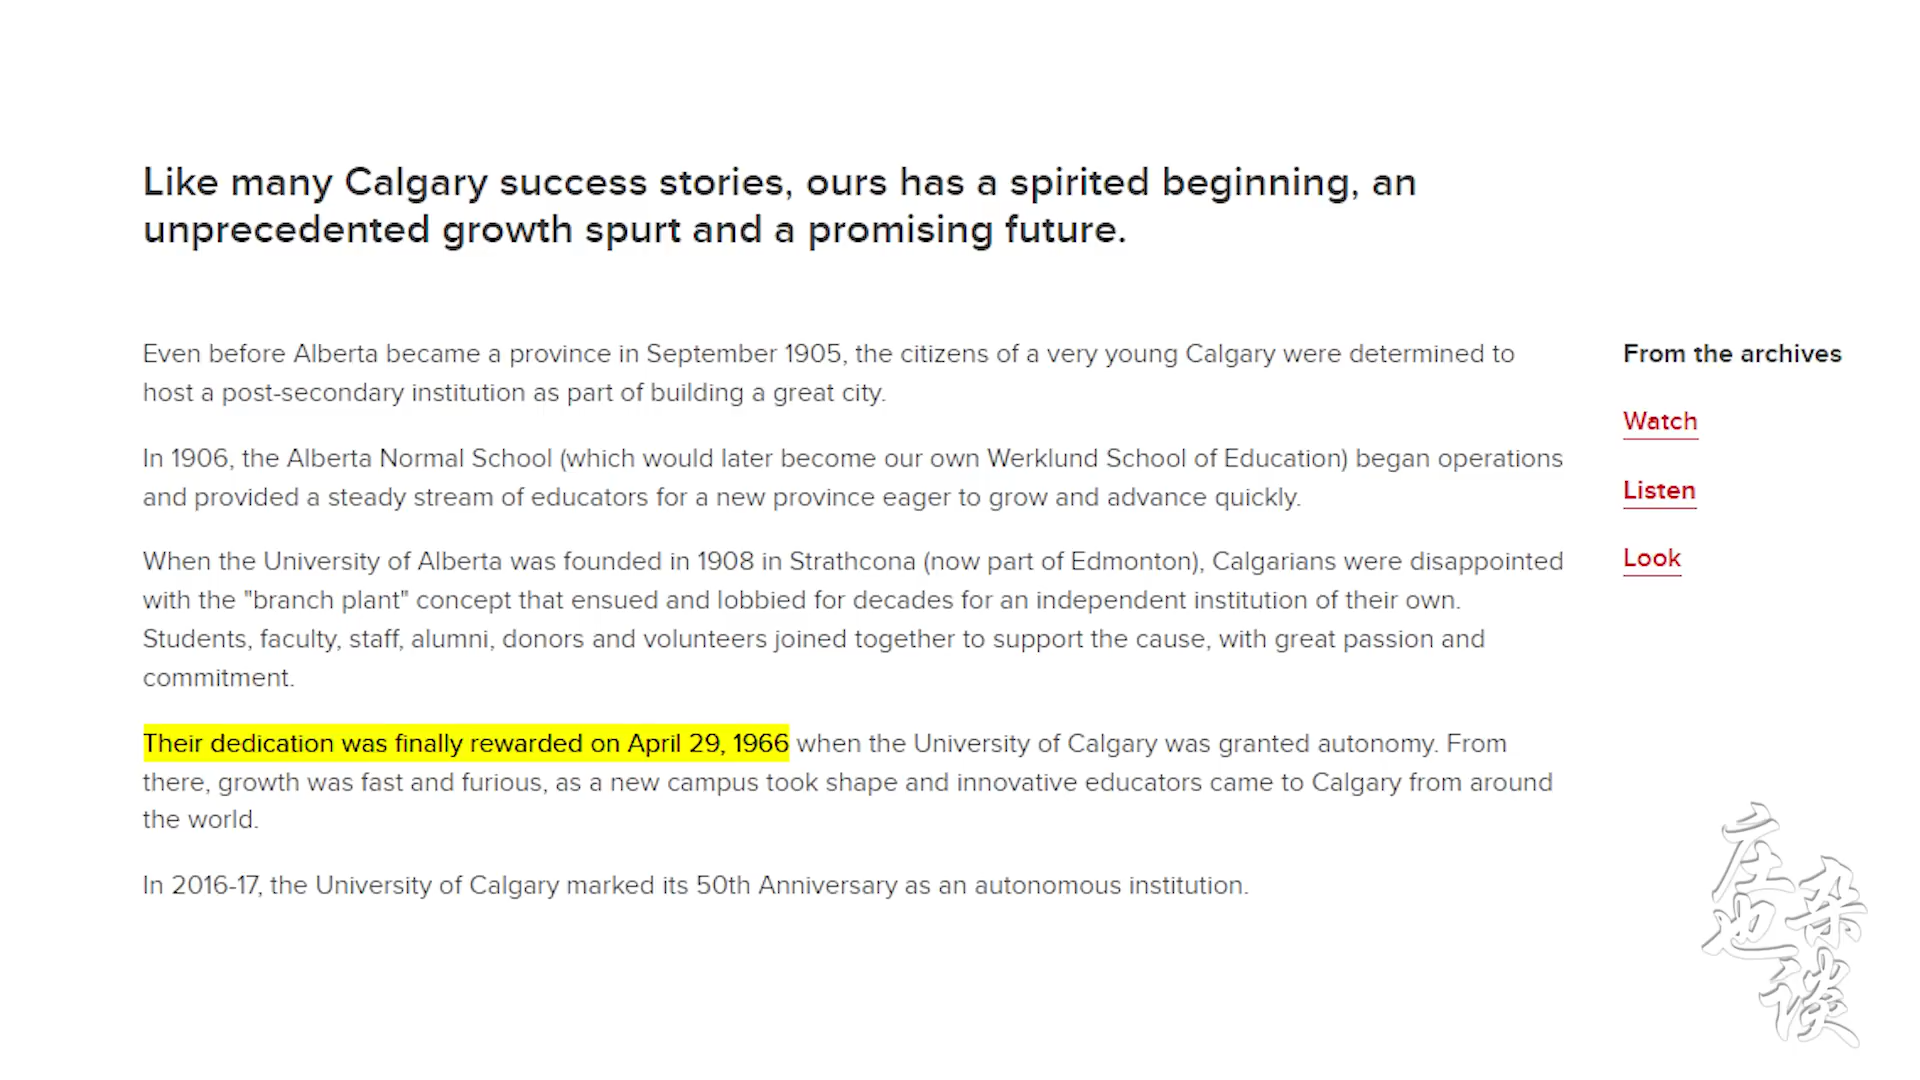 Like many Calgary success stories, ours has a spirited beginning, an
unprecedented growth spurt and a promising future.
Even before Alberta became a province in September 1905, the citizens of a very young Calgary were determined to
host a post-secondary institution as part of building a great city.
In 1906, the Alberta Normal School (which would later become our own Werklund School of Education) began operations
and provided a steady stream of educators for a new province eager to grow and advance quickly.
When the University of Alberta was founded in 1908 in Strathcona (now part of Edmonton), Calgarians were disappointed
with the "branch plant" concept that ensued and lobbied for decades for an independent institution of their own.
Students, faculty, staff, alumni, donors and volunteers joined together to support the cause, with great passion and
commitment.
Their dedication was finally rewarded on April 29, 1966 when the University of Calgary was granted autonomy. From
there, growth was fast and furious, as a new campus took shape and innovative educators came to Calgary from around
the world.
In 2016-17, the University of Calgary marked its 50th Anniversary as an autonomous institution.
From the archives
Watch
Listen
Look
庄也
杂谈